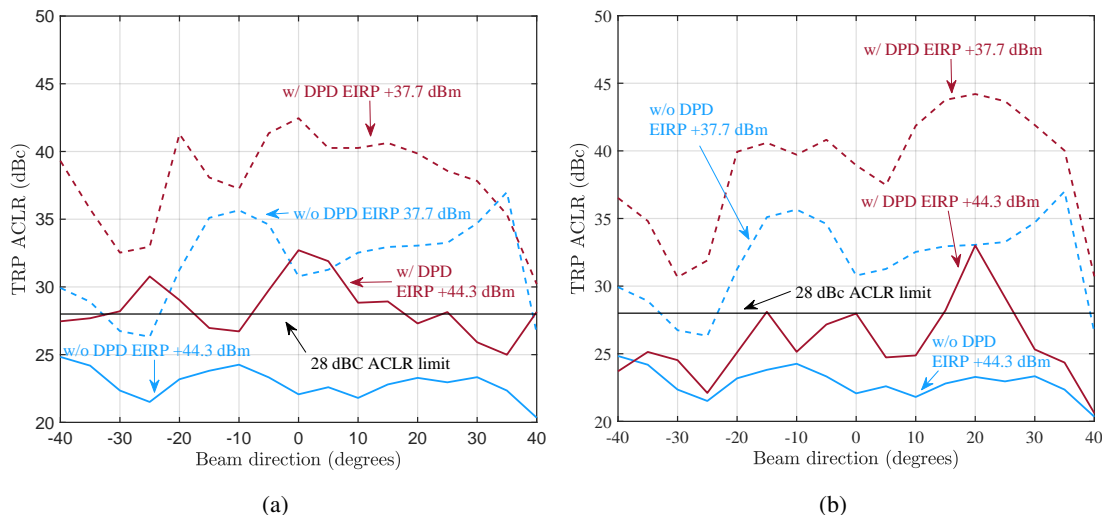 50
45
40
35
30
25
20
TRP ACLR (dBc)
-40
-30
-20
-10
0
10
20
30
40
Beam direction (degrees)
w/ DPD EIRP +37.7 dBm
w/o DPD EIRP 37.7 dBm
w/ DPD
EIRP +44.3 dBm
w/o DPD EIRP +44.3 dBm
28 dBC ACLR limit
(a)
50
45
40
35
30
25
20
TRP ACLR (dBc)
-40
-30
-20
-10
0
10
20
30
40
Beam direction (degrees)
w/ DPD EIRP +37.7 dBm
w/o DPD
EIRP +37.7 dBm
w/ DPD EIRP +44.3 dBm
28 dBc ACLR limit
w/o DPD
EIRP +44.3 dBm
(b)